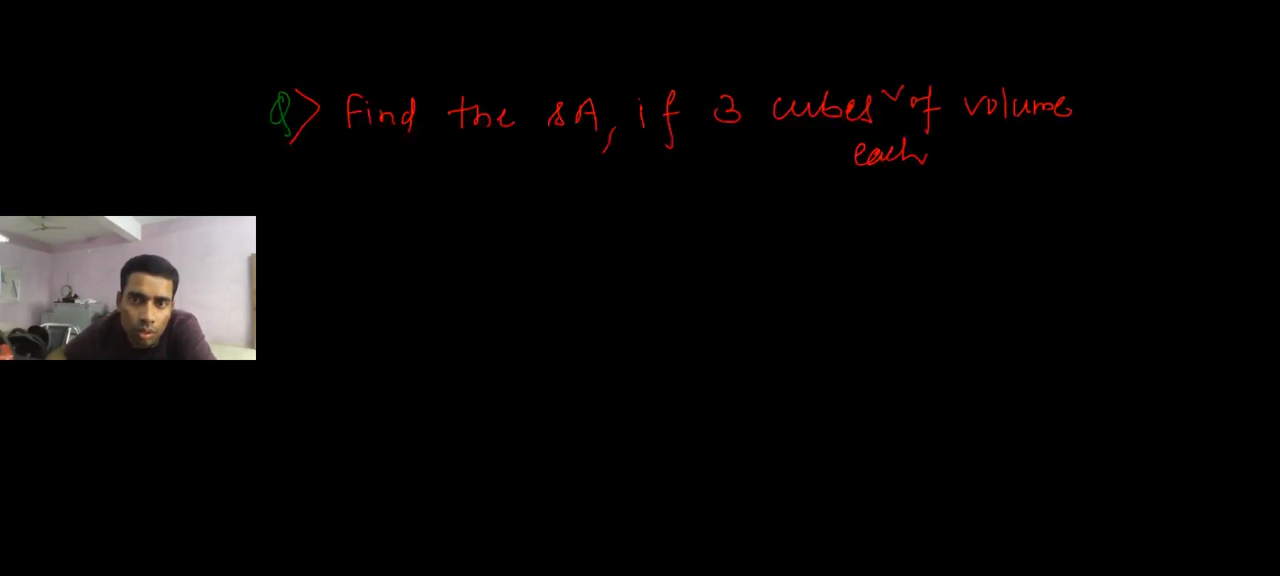 Q> Find the SA, if 3 cubes of volume
each